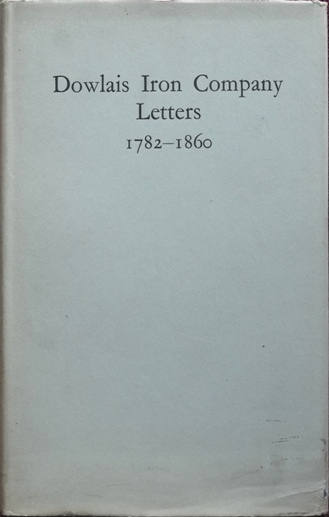 Dowlais Iron Company
Letters
1782–1860